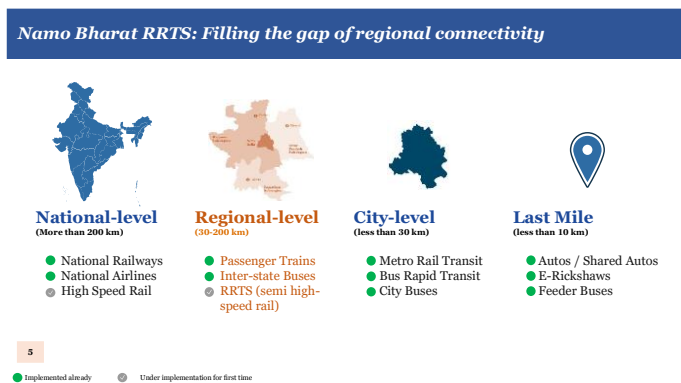 Namo Bharat RRTS: Filling the gap of regional connectivity
National-level
(More than 200 km)
National Railways
National Airlines
High Speed Rail
Regional-level
(30-200 km)
Passenger Trains
Inter-state Buses
RRTS (semi high-
speed rail)
City-level
(less than 30 km)
Metro Rail Transit
Bus Rapid Transit
City Buses
Last Mile
(less than 10 km)
Autos / Shared Autos
E-Rickshaws
Feeder Buses
5
Implemented already
Under implementation for first time